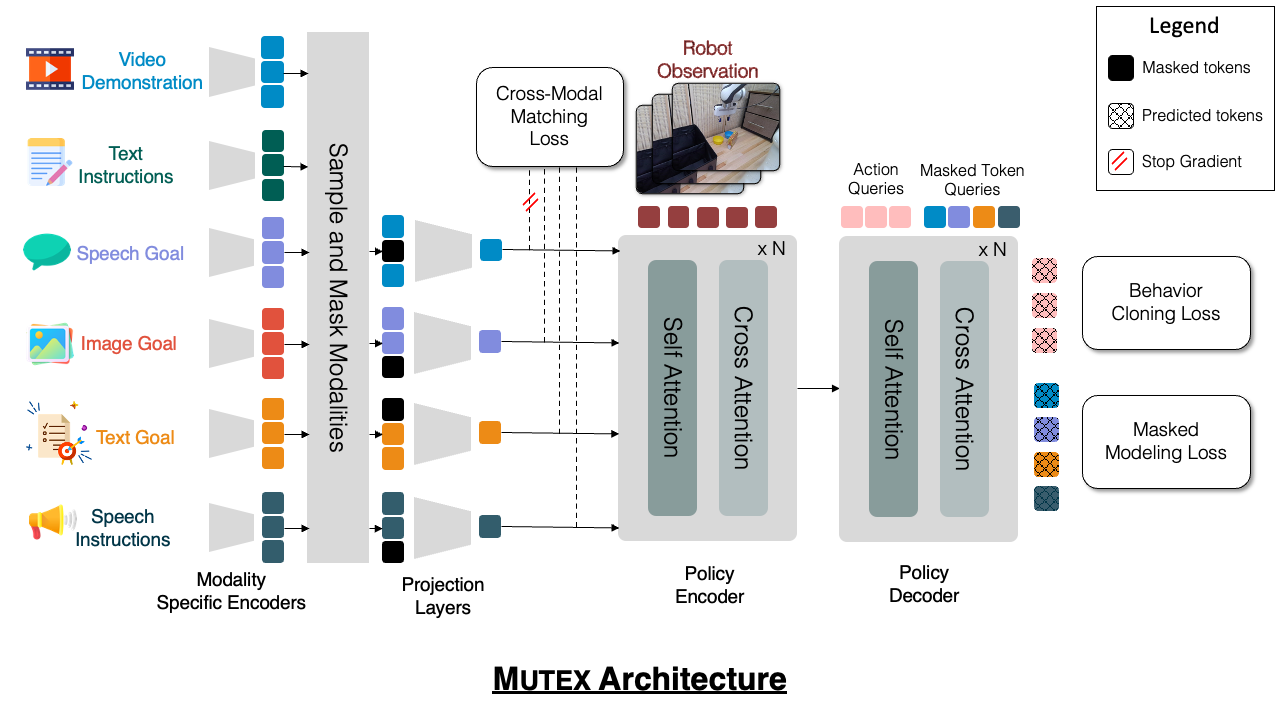 Video
Demonstration
Text
Instructions
Speech Goal
Image Goal
Text Goal
Speech
Instructions
Modality
Specific Encoders
Sample and Mask Modalities
Projection
Layers
Cross-Modal
Matching
Loss
Robot
Observation
x N
Self Attention
Cross Attention
Policy
Encoder
Action
Queries
Masked Token
Queries
x N
Self Attention
Cross Attention
Policy
Decoder
Behavior
Cloning Loss
Masked
Modeling Loss
Legend
Masked tokens
Predicted tokens
Stop Gradient
MUTEX Architecture